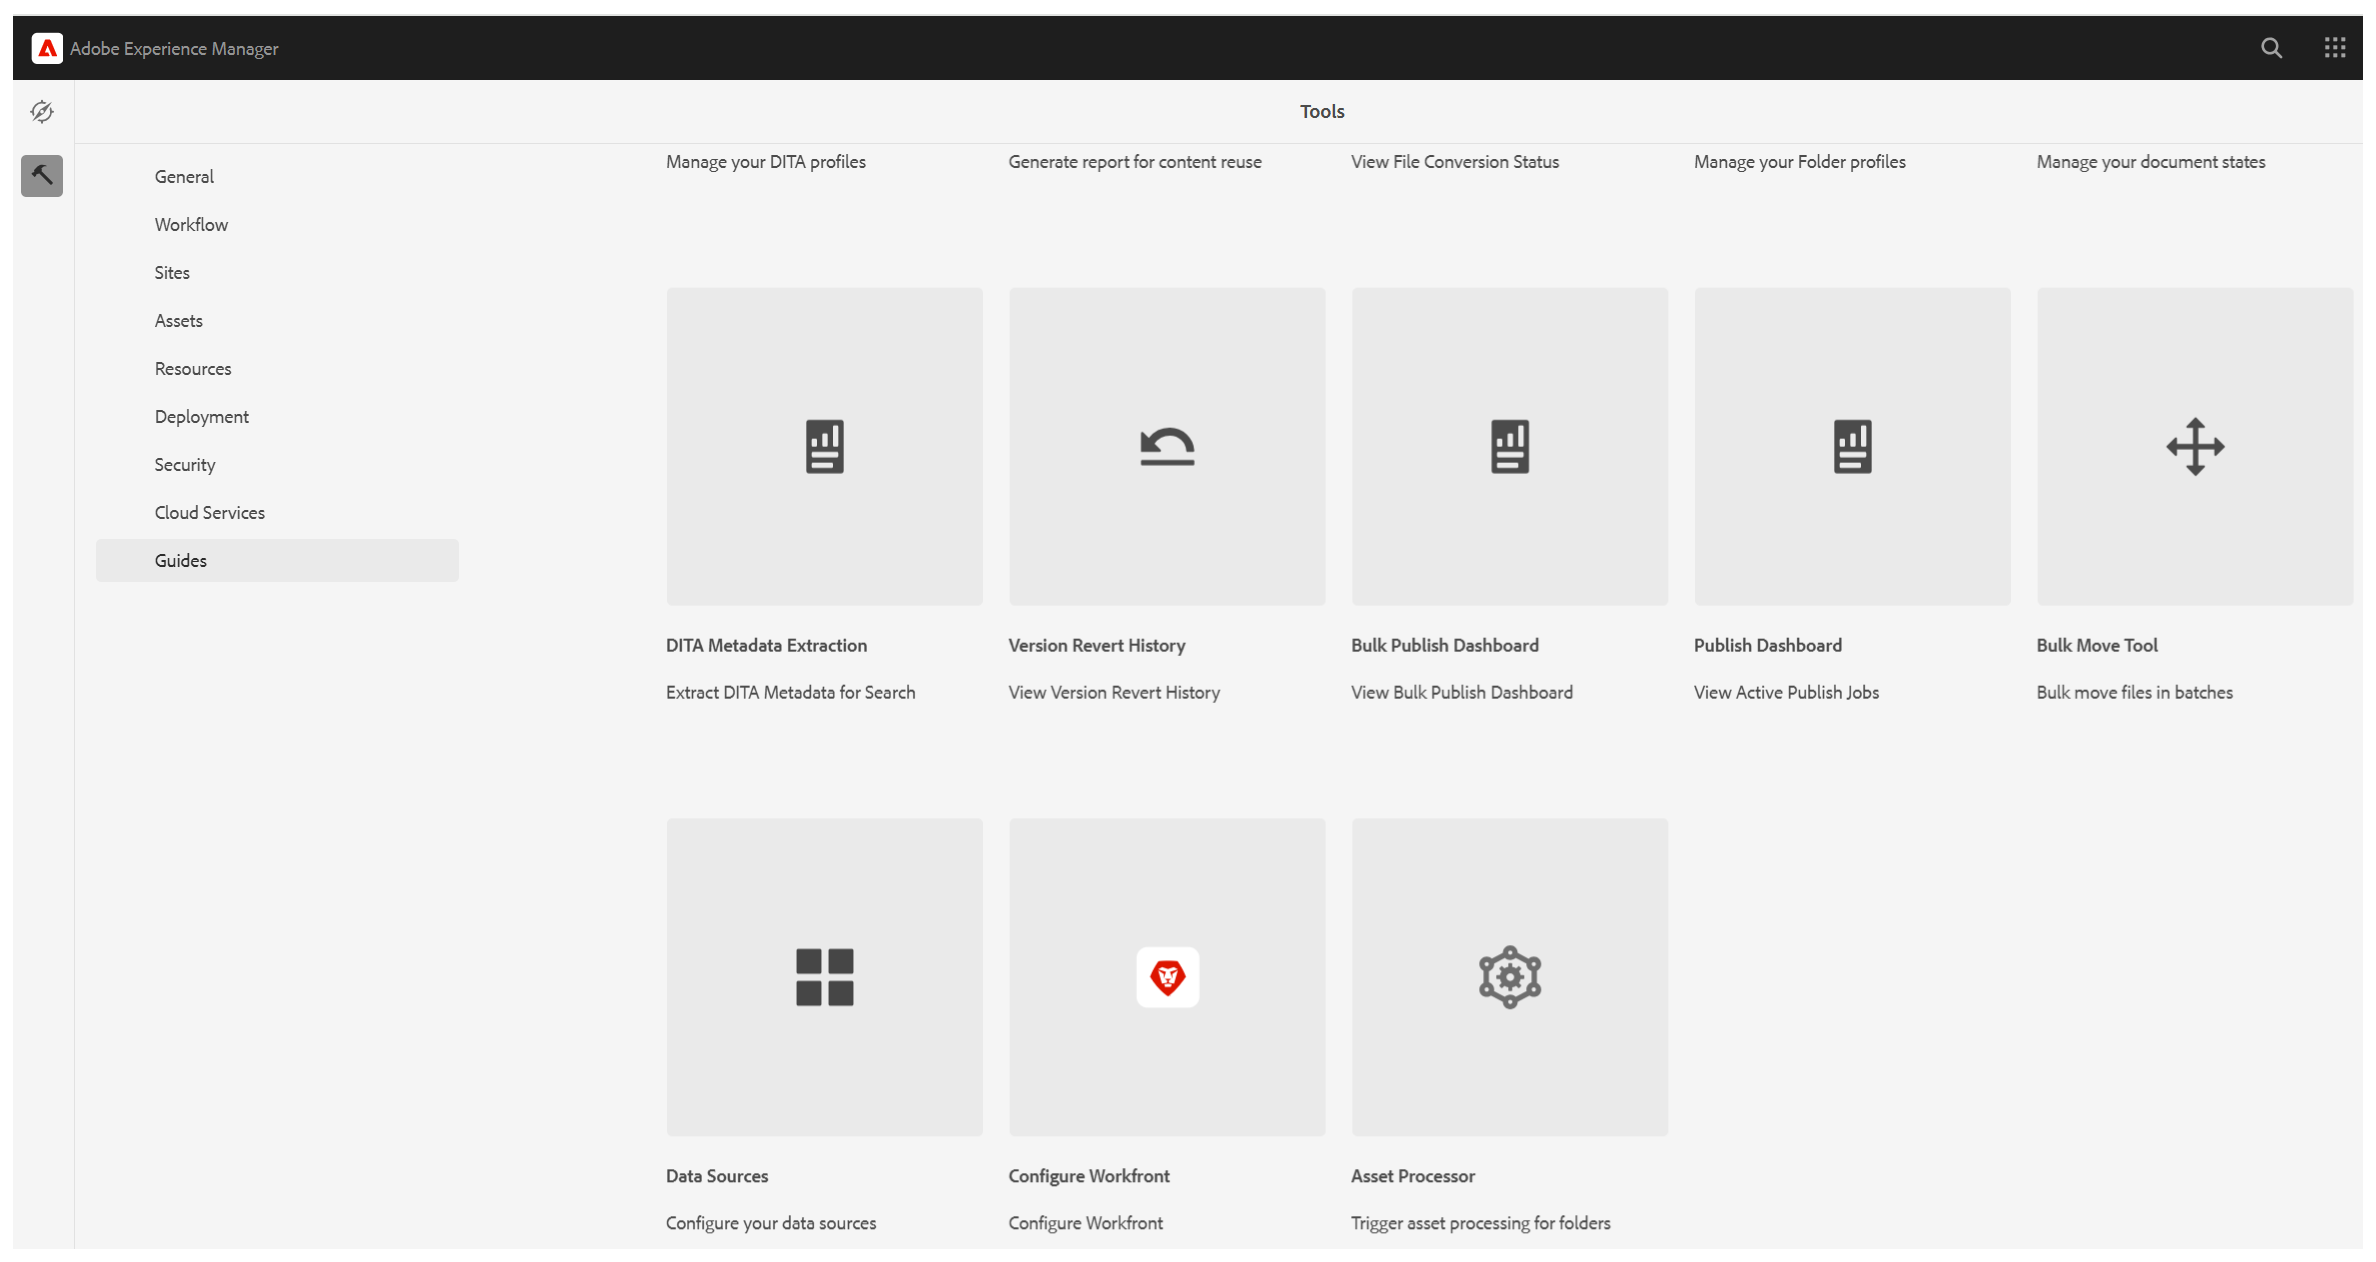 Adobe Experience Manager
Tools
General
Workflow
Sites
Assets
Resources
Deployment
Security
Cloud Services
Guides
Manage your DITA profiles
Generate report for content reuse
View File Conversion Status
Manage your Folder profiles
Manage your document states
DITA Metadata Extraction
Extract DITA Metadata for Search
Version Revert History
View Version Revert History
Bulk Publish Dashboard
View Bulk Publish Dashboard
Publish Dashboard
View Active Publish Jobs
Bulk Move Tool
Bulk move files in batches
Data Sources
Configure your data sources
Configure Workfront
Configure Workfront
Asset Processor
Trigger asset processing for folders